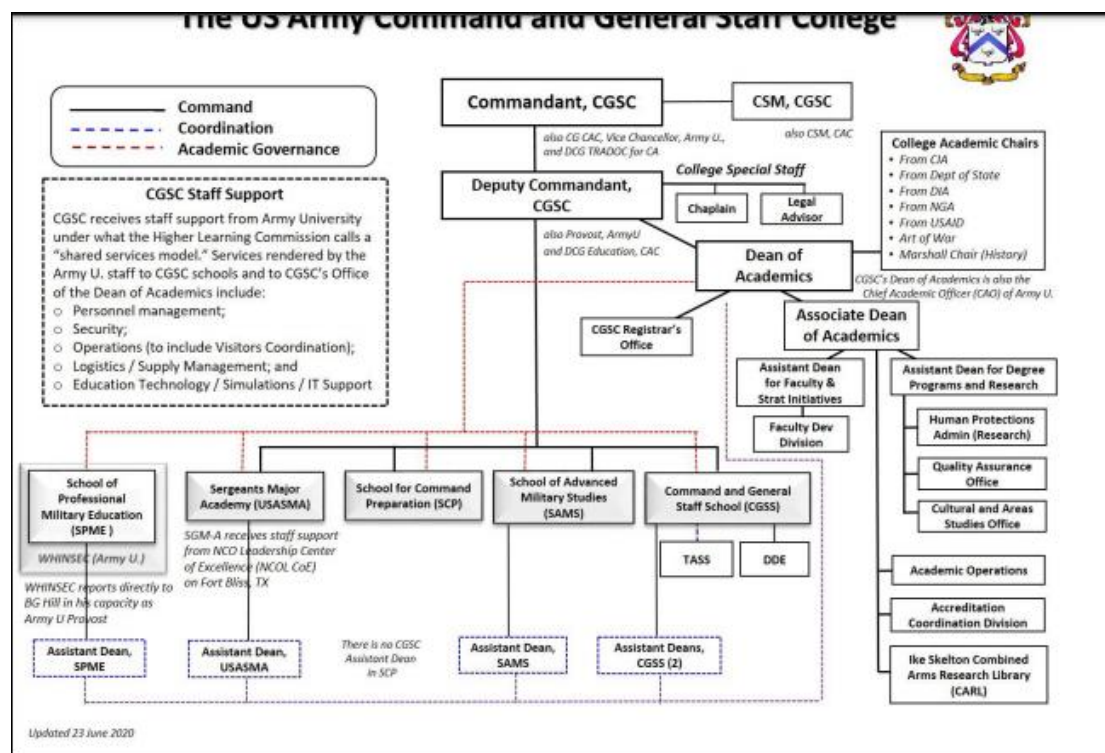 The US Army Command and General Staff College
Command
Coordination
Academic Governance
CGSC Staff Support
CGSC receives staff support from Army University
under what the Higher Learning Commission calls a
“shared services model.” Services rendered by the
Army U. staff to CGSC schools and to CGSC’s Office
of the Dean of Academics include:
o Personnel management;
o Security;
o Operations (to include Visitors Coordination);
o Logistics / Supply Management; and
o Education Technology / Simulations / IT Support
Commandant, CGSC
CSM, CGSC
also CG CAC, Vice Chancellor, Army U.,
and DCG TRADOC for CA
also CSM, CAC
Deputy Commandant,
CGSC
also Provost, ArmyU
and DCG Education, CAC
College Special Staff
Chaplain
Legal
Advisor
College Academic Chairs
• From CIA
• From Dept of State
• From DIA
• From NGA
• From USAID
• Art of War
• Marshall Chair (History)
Dean of
Academics
CGSC’s Dean of Academics is also the
Chief Academic Officer (CAO) of Army U.
CGSC Registrar’s
Office
Associate Dean
of Academics
Assistant Dean
for Faculty &
Strat Initiatives
Faculty Dev
Division
Assistant Dean for Degree
Programs and Research
Human Protections
Admin (Research)
Quality Assurance
Office
Cultural and Areas
Studies Office
Academic Operations
Accreditation
Coordination Division
Ike Skelton Combined
Arms Research Library
(CARL)
School of
Professional
Military Education
(SPME )
WHINSEC (Army U.)
WHINSEC reports directly to
BG Hill in his capacity as
Army U Provost
Sergeants Major
Academy (USASMA)
SGM-A receives staff support
from NCO Leadership Center
of Excellence (NCOL CoE)
on Fort Bliss, TX
School for Command
Preparation (SCP)
School of Advanced
Military Studies
(SAMS)
Command and General
Staff School (CGSS)
TASS
DDE
Assistant Dean,
SPME
Assistant Dean,
USASMA
There is no CGSC
Assistant Dean
in SCP
Assistant Dean,
SAMS
Assistant Deans,
CGSS (2)
Updated 23 June 2020